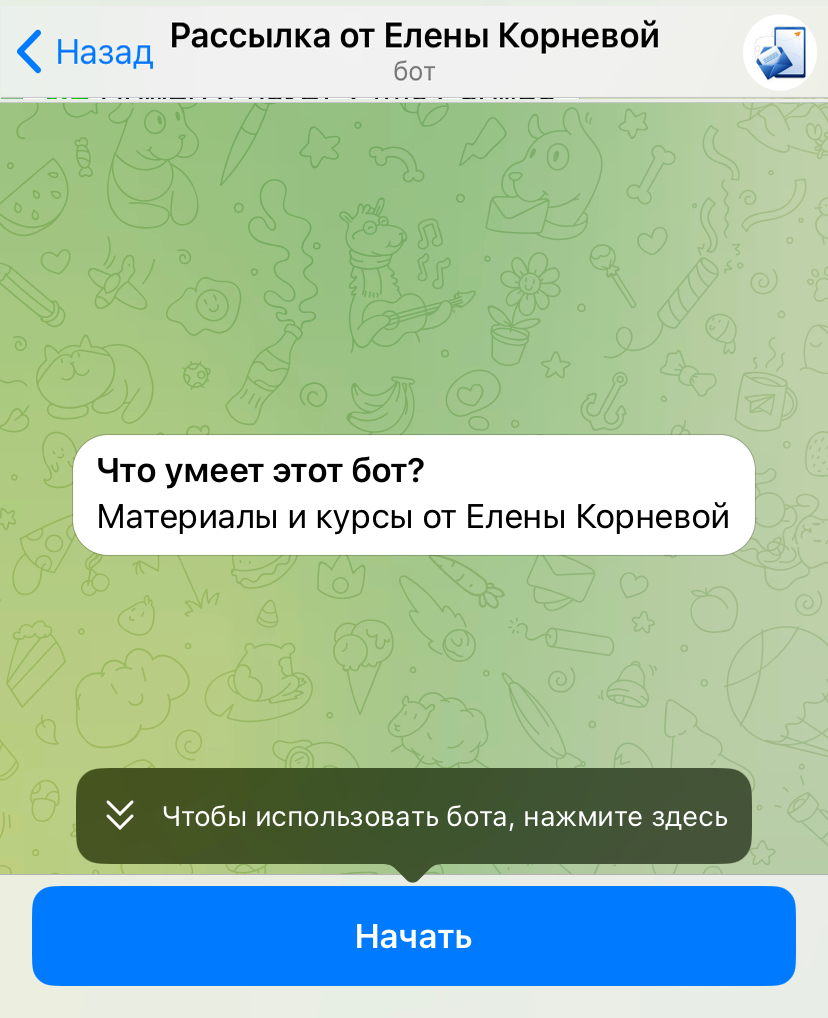 Назад
Рассылка от Елены Корневой
бот
Что умеет этот бот?
Материалы и курсы от Елены Корневой
Чтобы использовать бота, нажмите здесь
Начать